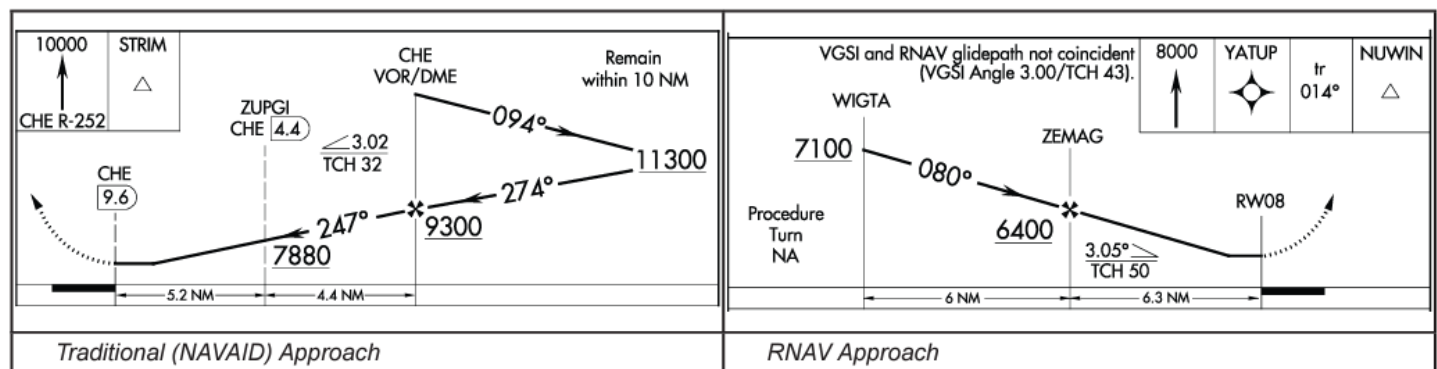 10000
CHE R-252
STRIM
CHE
VOR/DME
Remain
within 10 NM
ZUPGI
CHE 4.4
3.02
TCH 32
094°
11300
274°
CHE
9.6
247°
9300
7880
5.2 NM
4.4 NM
Traditional (NAVAID) Approach
VGSI and RNAV glidepath not coincident
(VGSI Angle 3.00/TCH 43).
8000
YATUP
tr
014°
NUWIN
WIGTA
7100
080°
ZEMAG
RW08
Procedure
Turn
NA
6400
3.05°
TCH 50
6 NM
6.3 NM
RNAV Approach